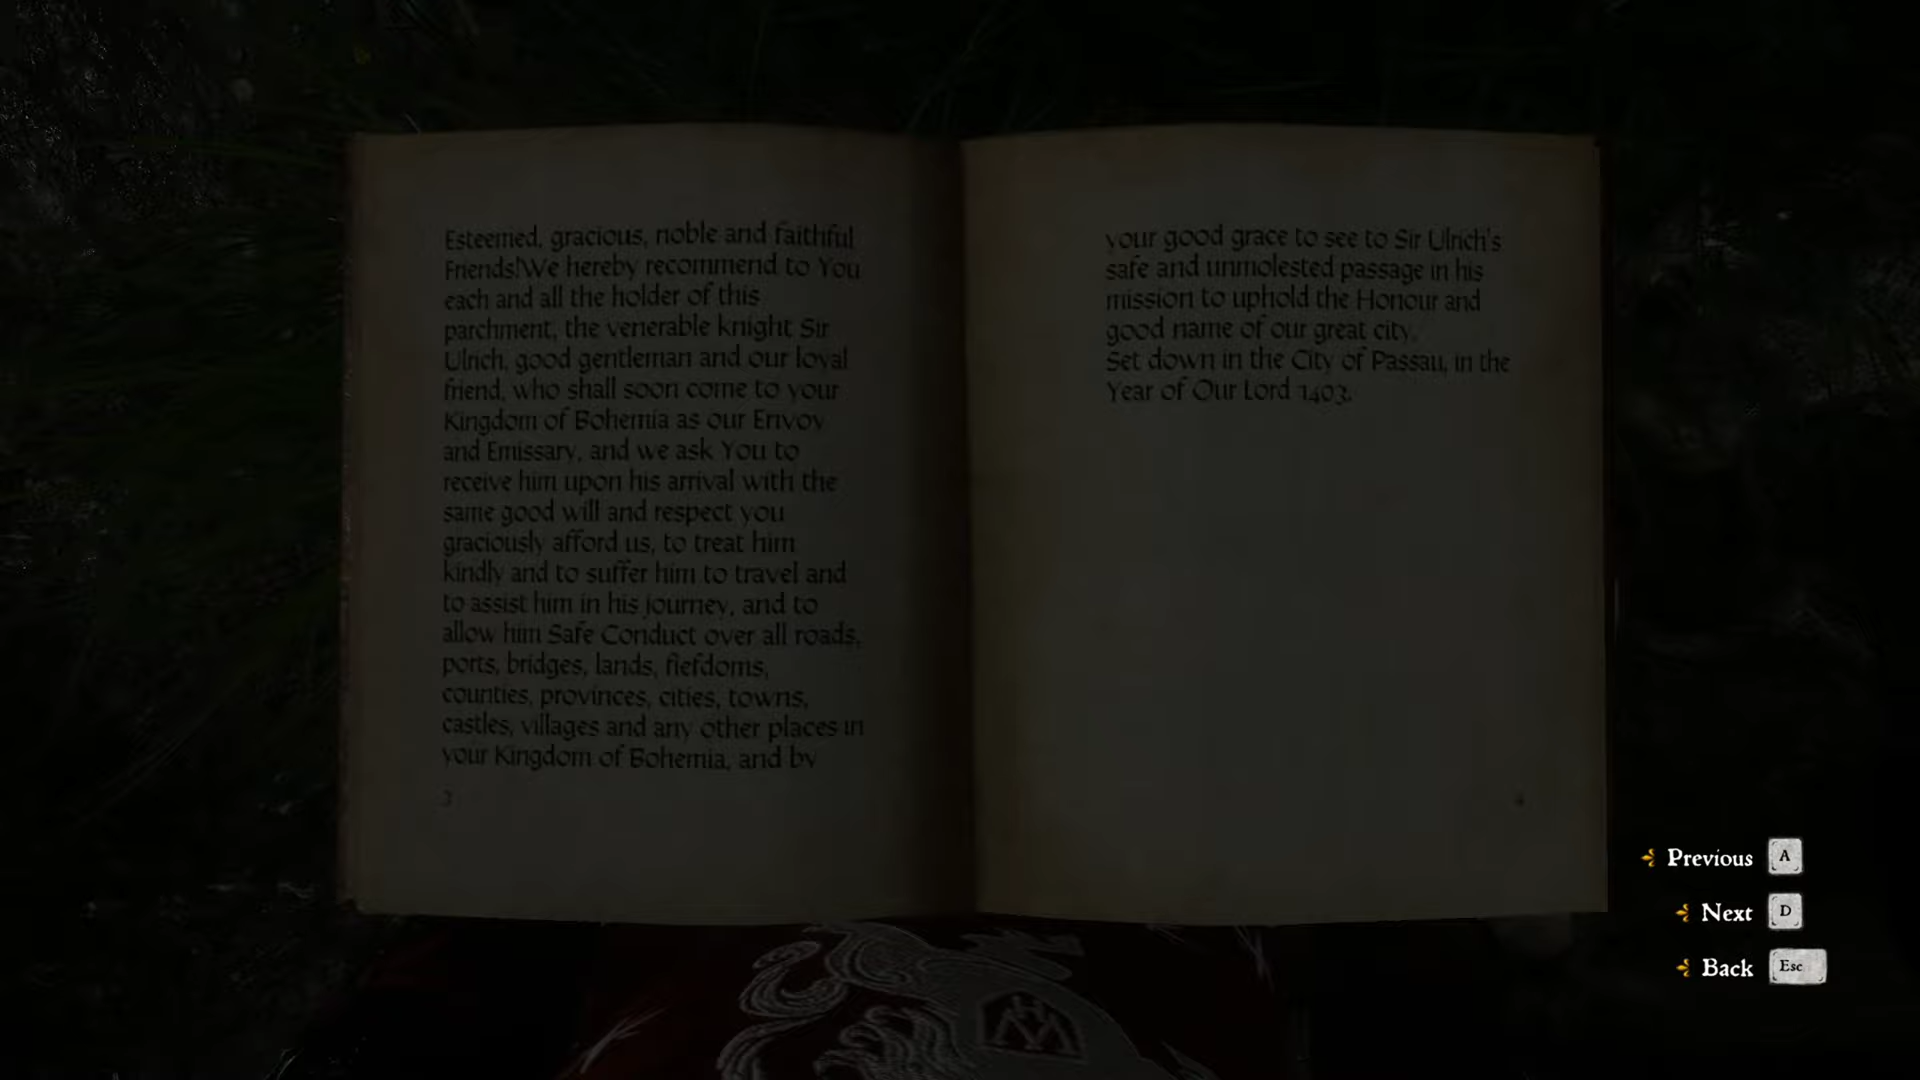 Esteemed, gracious, noble and faithful
Friends!We hereby recommend to You
each and all the holder of this
parchment, the venerable knight Sir
Ulrich, good gentleman and our loyal
friend, who shall soon come to your
Kingdom of Bohemia as our Envoy
and Emissary, and we ask You to
receive him upon his arrival with the
same good will and respect you
graciously afford us, to treat him
kindly and to suffer him to travel and
to assist him in his journey, and to
allow him Safe Conduct over all roads,
ports, bridges, lands, fiefdoms,
counties, provinces, cities, towns,
castles, villages and any other places in
your Kingdom of Bohemia, and by
3
your good grace to see to Sir Ulrich's
safe and unmolested passage in his
mission to uphold the Honour and
good name of our great city.
Set down in the City of Passau, in the
Year of Our Lord 1403.
4
Previous A
Next D
Back Esc